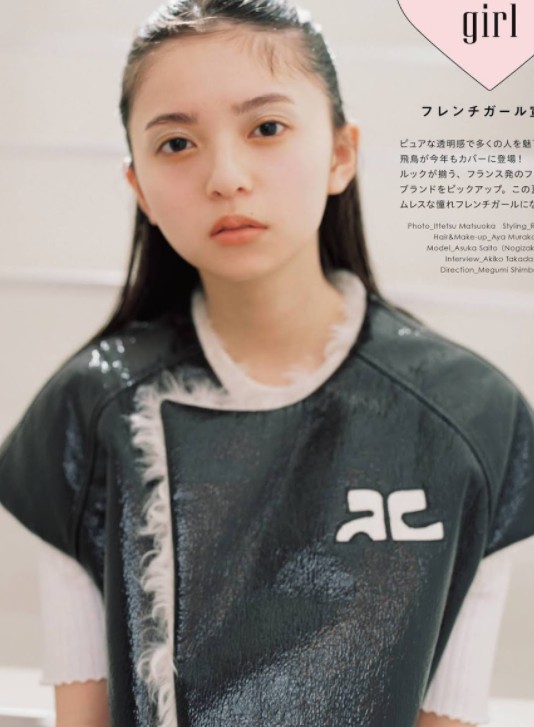 girl
フレンチガール
ピュアな透明感で多くの人を魅
飛鳥が今年もカバーに登場！
ルックが揃う、フランス発のフ
ブランドをピックアップ。この
ムレスな憧れフレンチガールにな
Photo_Ittetsu Matsuoka Styling_
Hair&Make-up_Aya Murak
Model_Asuka Saito (Nogizak
Interview_Akiko Takada
Direction_Megumi Shimb
ac